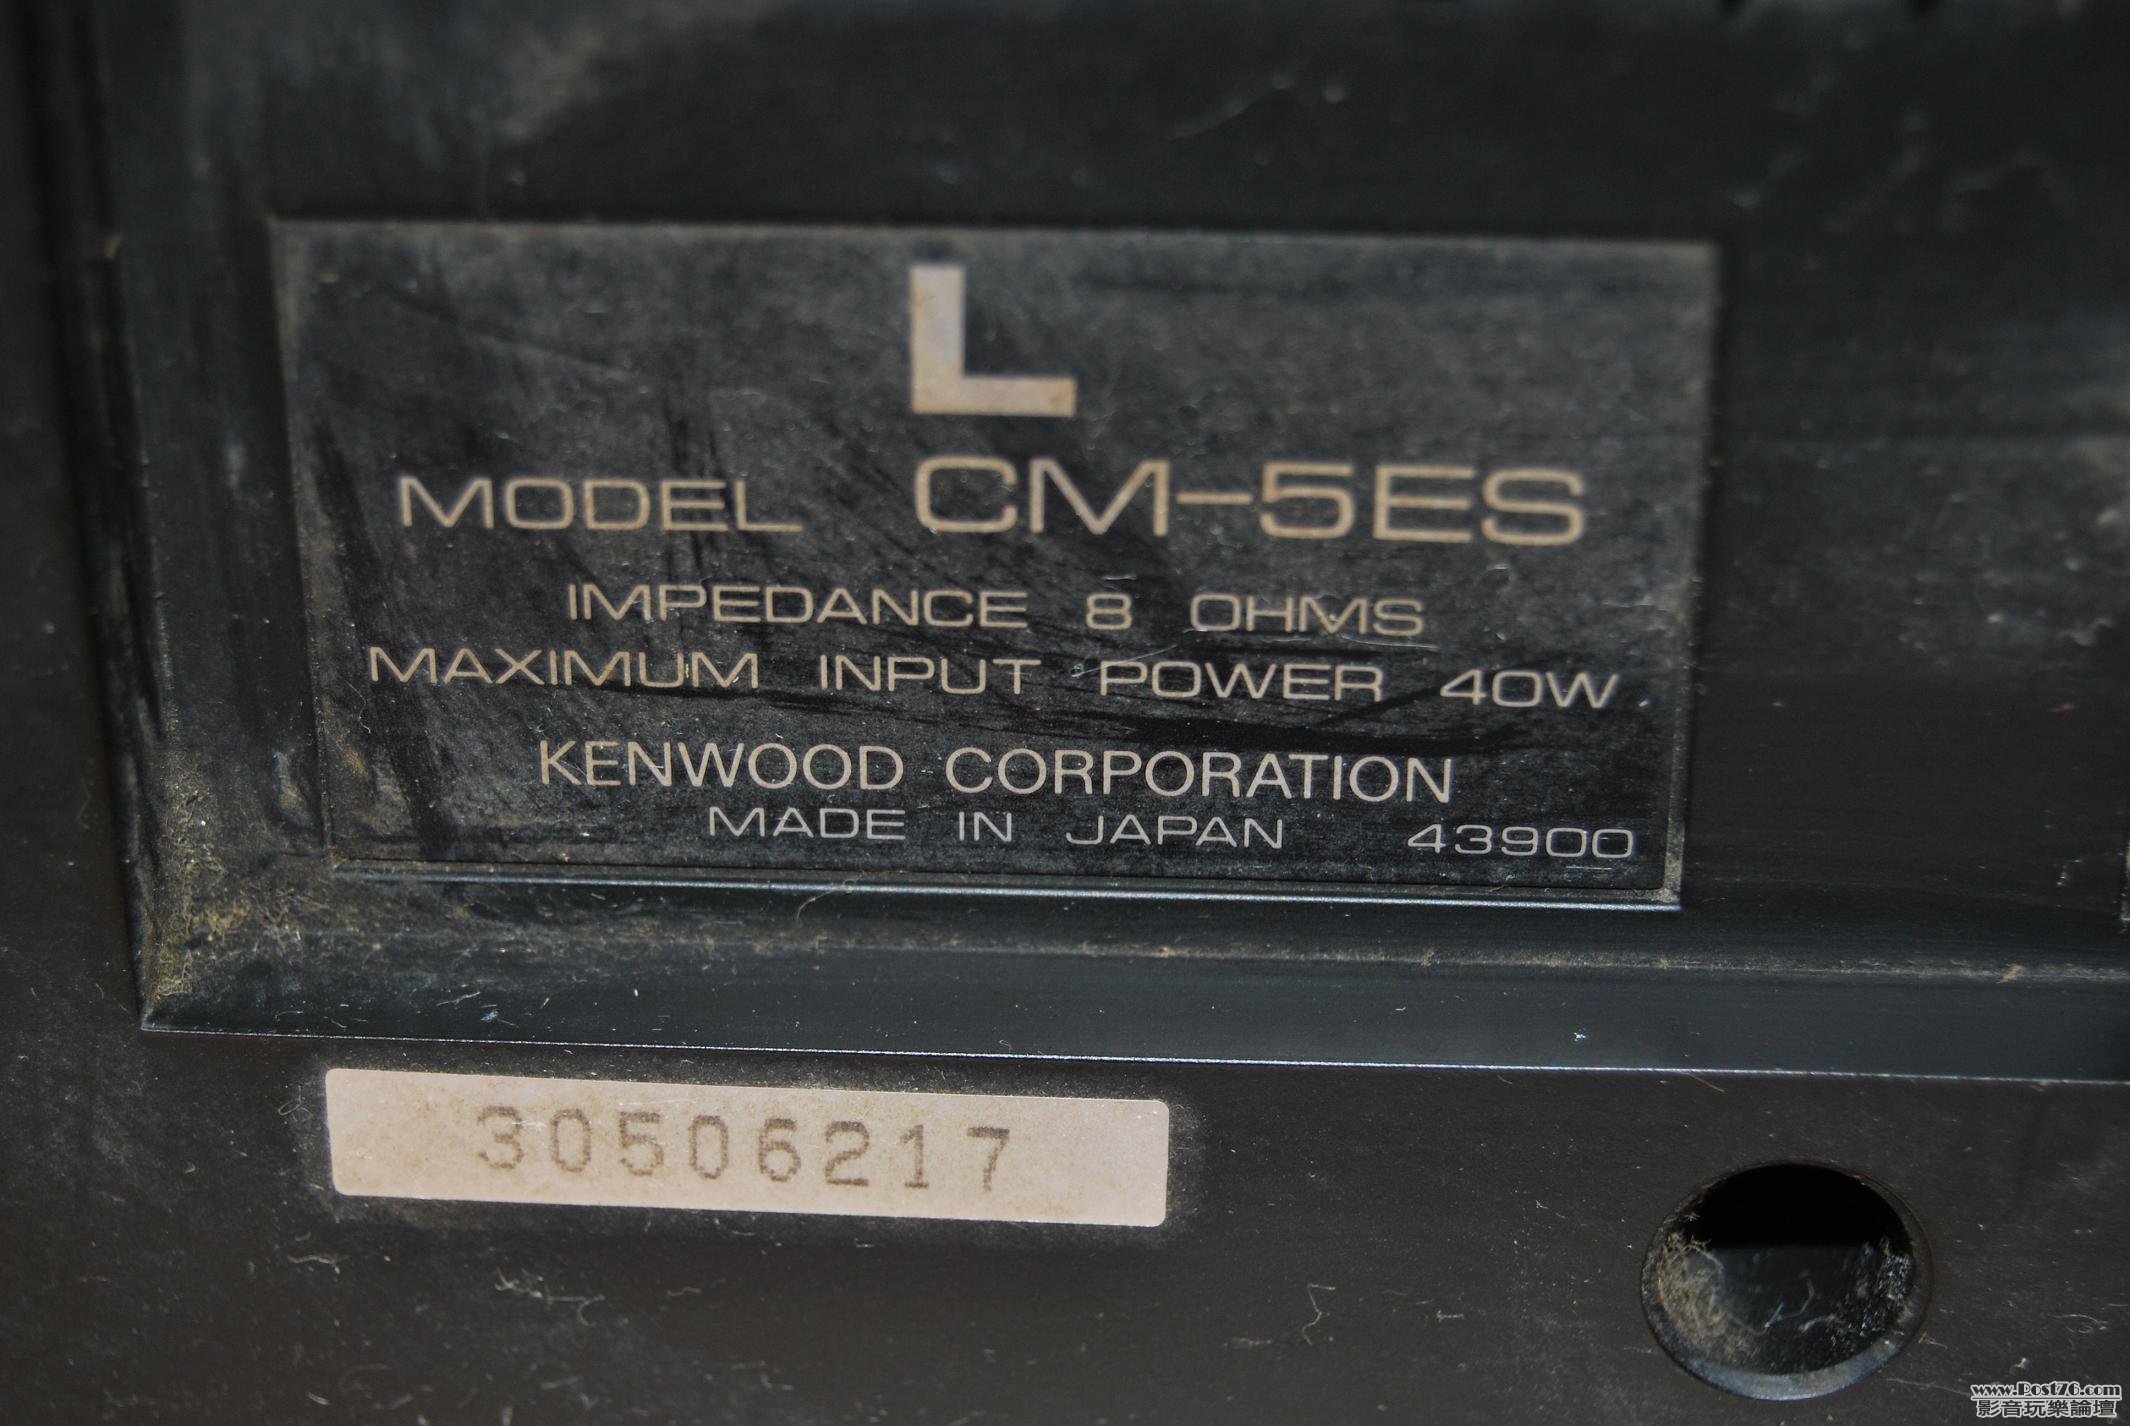 L
MODEL CM-5ES
IMPEDANCE 8 OHMS
MAXIMUM INPUT POWER 40W
KENWOOD CORPORATION
MADE IN JAPAN 43900
30506217
www.Post76.com
影音玩樂論壇